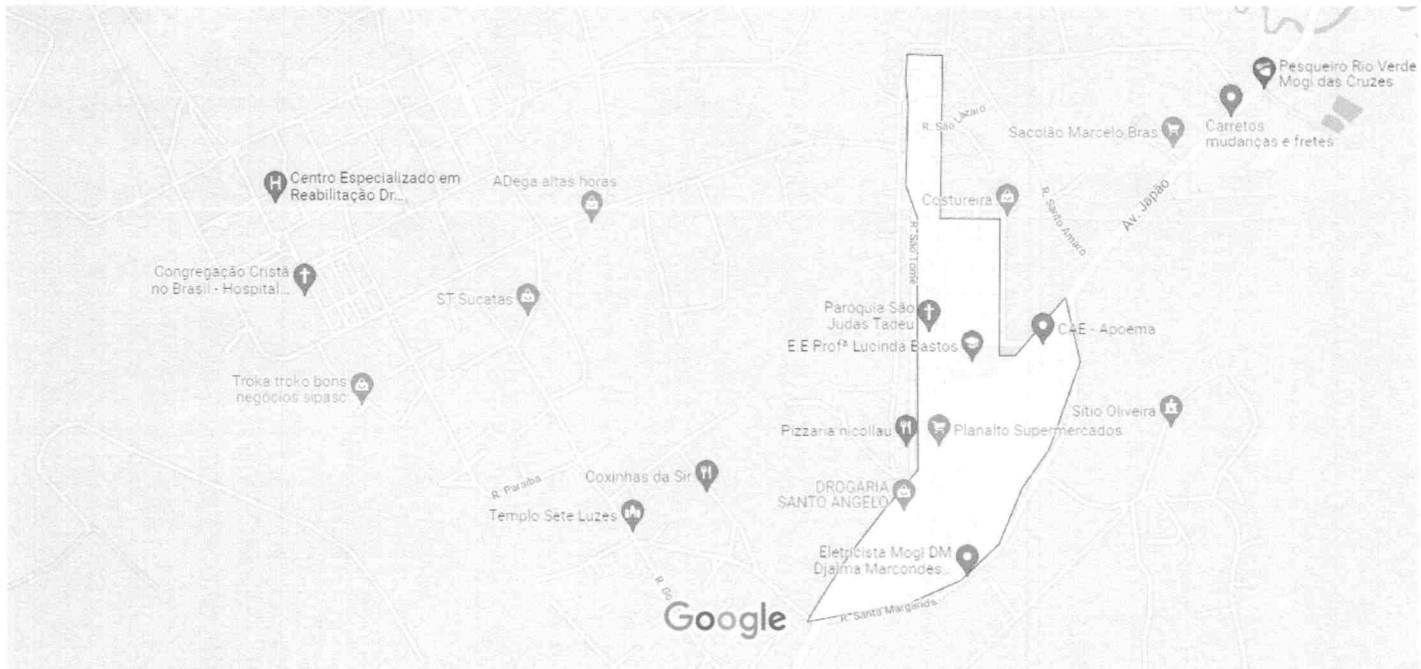 Pesqueiro Rio Verde
Mogi das Cruzes
R. São Lázaro
Sacolão Marcelo Bras
Carretos
mudanças e fretes
Centro Especializado em
Reabilitação Dr...
ADega altas horas
Costureira
R. Santo Amaro
Av. Japão
R. São Tomé
Congregação Cristã
no Brasil - Hospital...
ST Sucatas
Paróquia São
Judas Tadeu
CAE - Apoema
E.E Profª Lucinda Bastos
Troka troko bons
negócios sipasc
Sítio Oliveira
Pizzaria nicollau
Planalto Supermercados
Coxinhas da Sir
R. Paraíba
DROGARIA
SANTO ANGELO
Templo Sete Luzes
Eletricista Mogi DM
Djalma Marcondes...
Google
R. Santa Margarida